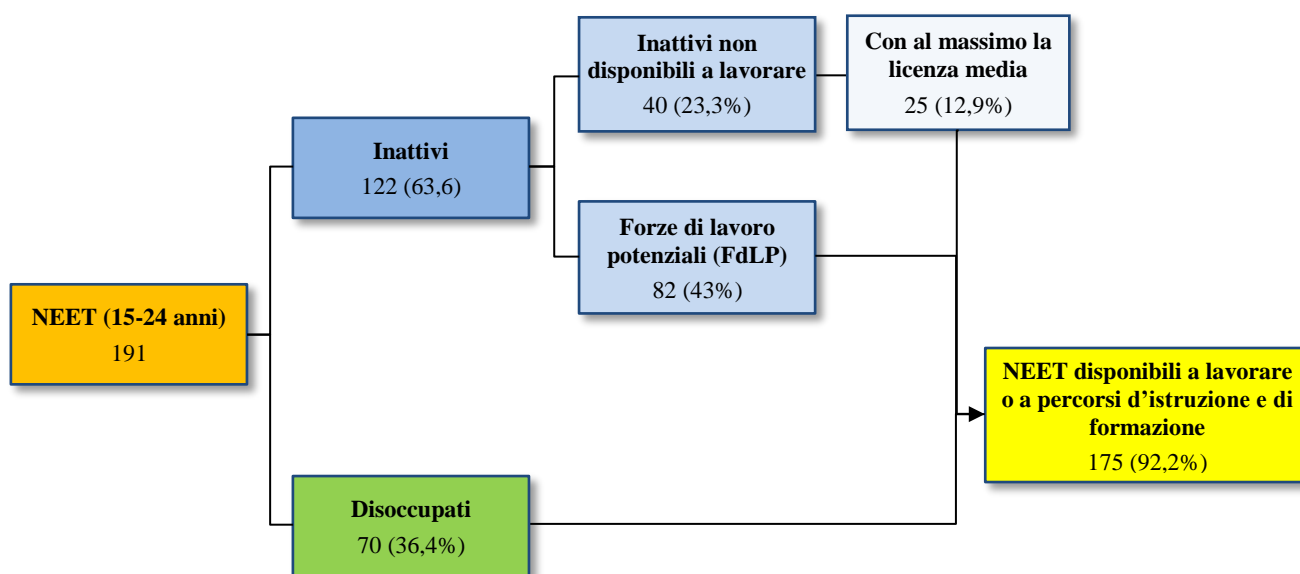 Inattivi non
disponibili a lavorare
40 (23,3%)
Con al massimo la
licenza media
25 (12,9%)
Inattivi
122 (63,6)
Forze di lavoro
potenziali (FdLP)
82 (43%)
NEET (15-24 anni)
191
NEET disponibili a lavorare
o a percorsi d’istruzione e di
formazione
175 (92,2%)
Disoccupati
70 (36,4%)